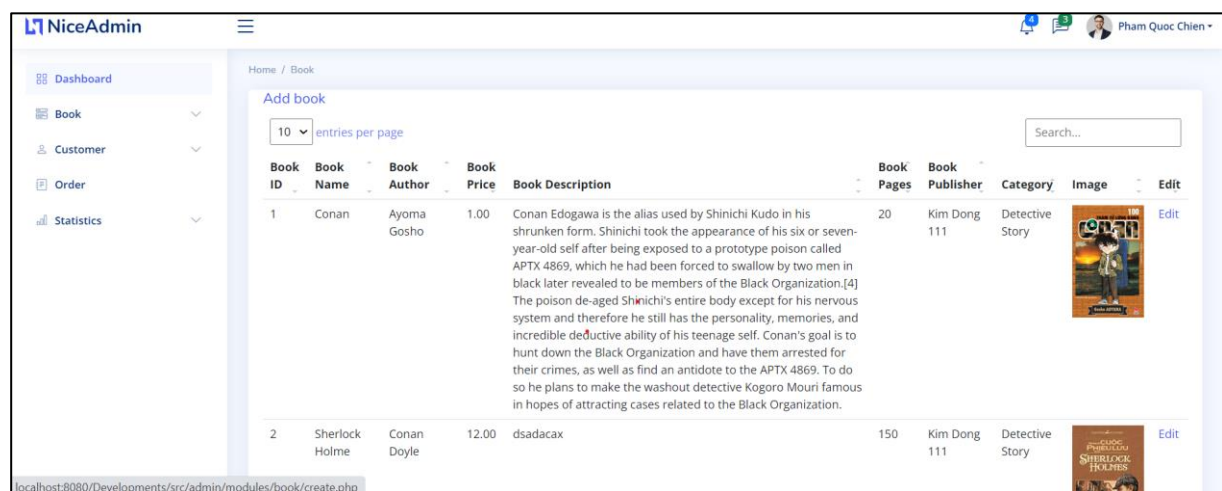 NiceAdmin
4
3
Pham Quoc Chien
Dashboard
Book
Customer
Order
Statistics
Home / Book
Add book
10 entries per page
Search...
Book ID
Book Name
Book Author
Book Price
Book Description
Book Pages
Book Publisher
Category
Image
Edit
1
Conan
Ayoma
Gosho
1.00
Conan Edogawa is the alias used by Shinichi Kudo in his
shrunken form. Shinichi took the appearance of his six or seven-
year-old self after being exposed to a prototype poison called
APTX 4869, which he had been forced to swallow by two men in
black later revealed to be members of the Black Organization.[4]
The poison de-aged Shinichi's entire body except for his nervous
system and therefore he still has the personality, memories, and
incredible deductive ability of his teenage self. Conan's goal is to
hunt down the Black Organization and have them arrested for
their crimes, as well as find an antidote to the APTX 4869. To do
so he plans to make the washout detective Kogoro Mouri famous
in hopes of attracting cases related to the Black Organization.
20
Kim Dong
111
Detective
Story
100
CONAN
Edit
2
Sherlock
Holme
Conan
Doyle
12.00
dsadacax
150
Kim Dong
111
Detective
Story
CUỘC
PHIÊU LƯU
SHERLOCK
HOLMES
Edit
localhost:8080/Developments/src/admin/modules/book/create.php